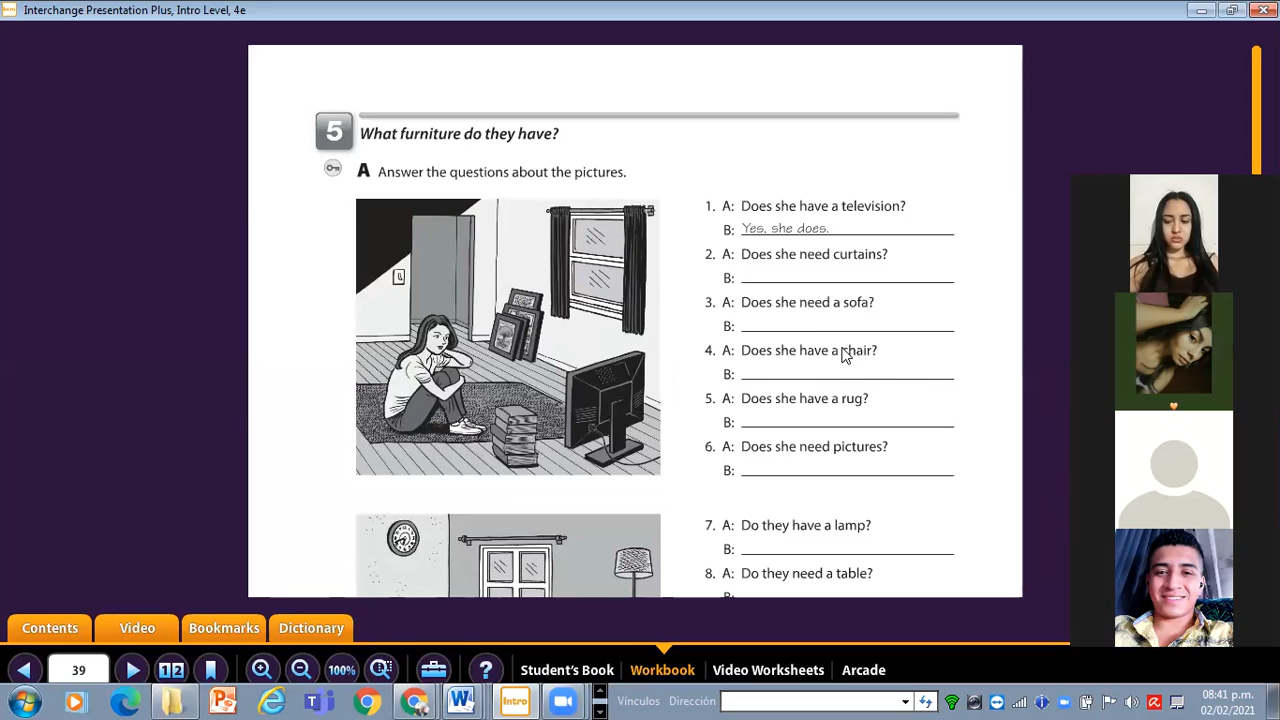 Interchange Presentation Plus, Intro Level, 4e
5 What furniture do they have?
A Answer the questions about the pictures.
1. A: Does she have a television?
B: Yes, she does.
2. A: Does she need curtains?
B:
3. A: Does she need a sofa?
B:
4. A: Does she have a chair?
B:
5. A: Does she have a rug?
B:
6. A: Does she need pictures?
B:
7. A: Do they have a lamp?
B:
8. A: Do they need a table?
B:
Contents Video Bookmarks Dictionary
39 12 100% ? Student's Book Workbook Video Worksheets Arcade
Intro Vínculos Dirección 08:41 p.m.
02/02/2021